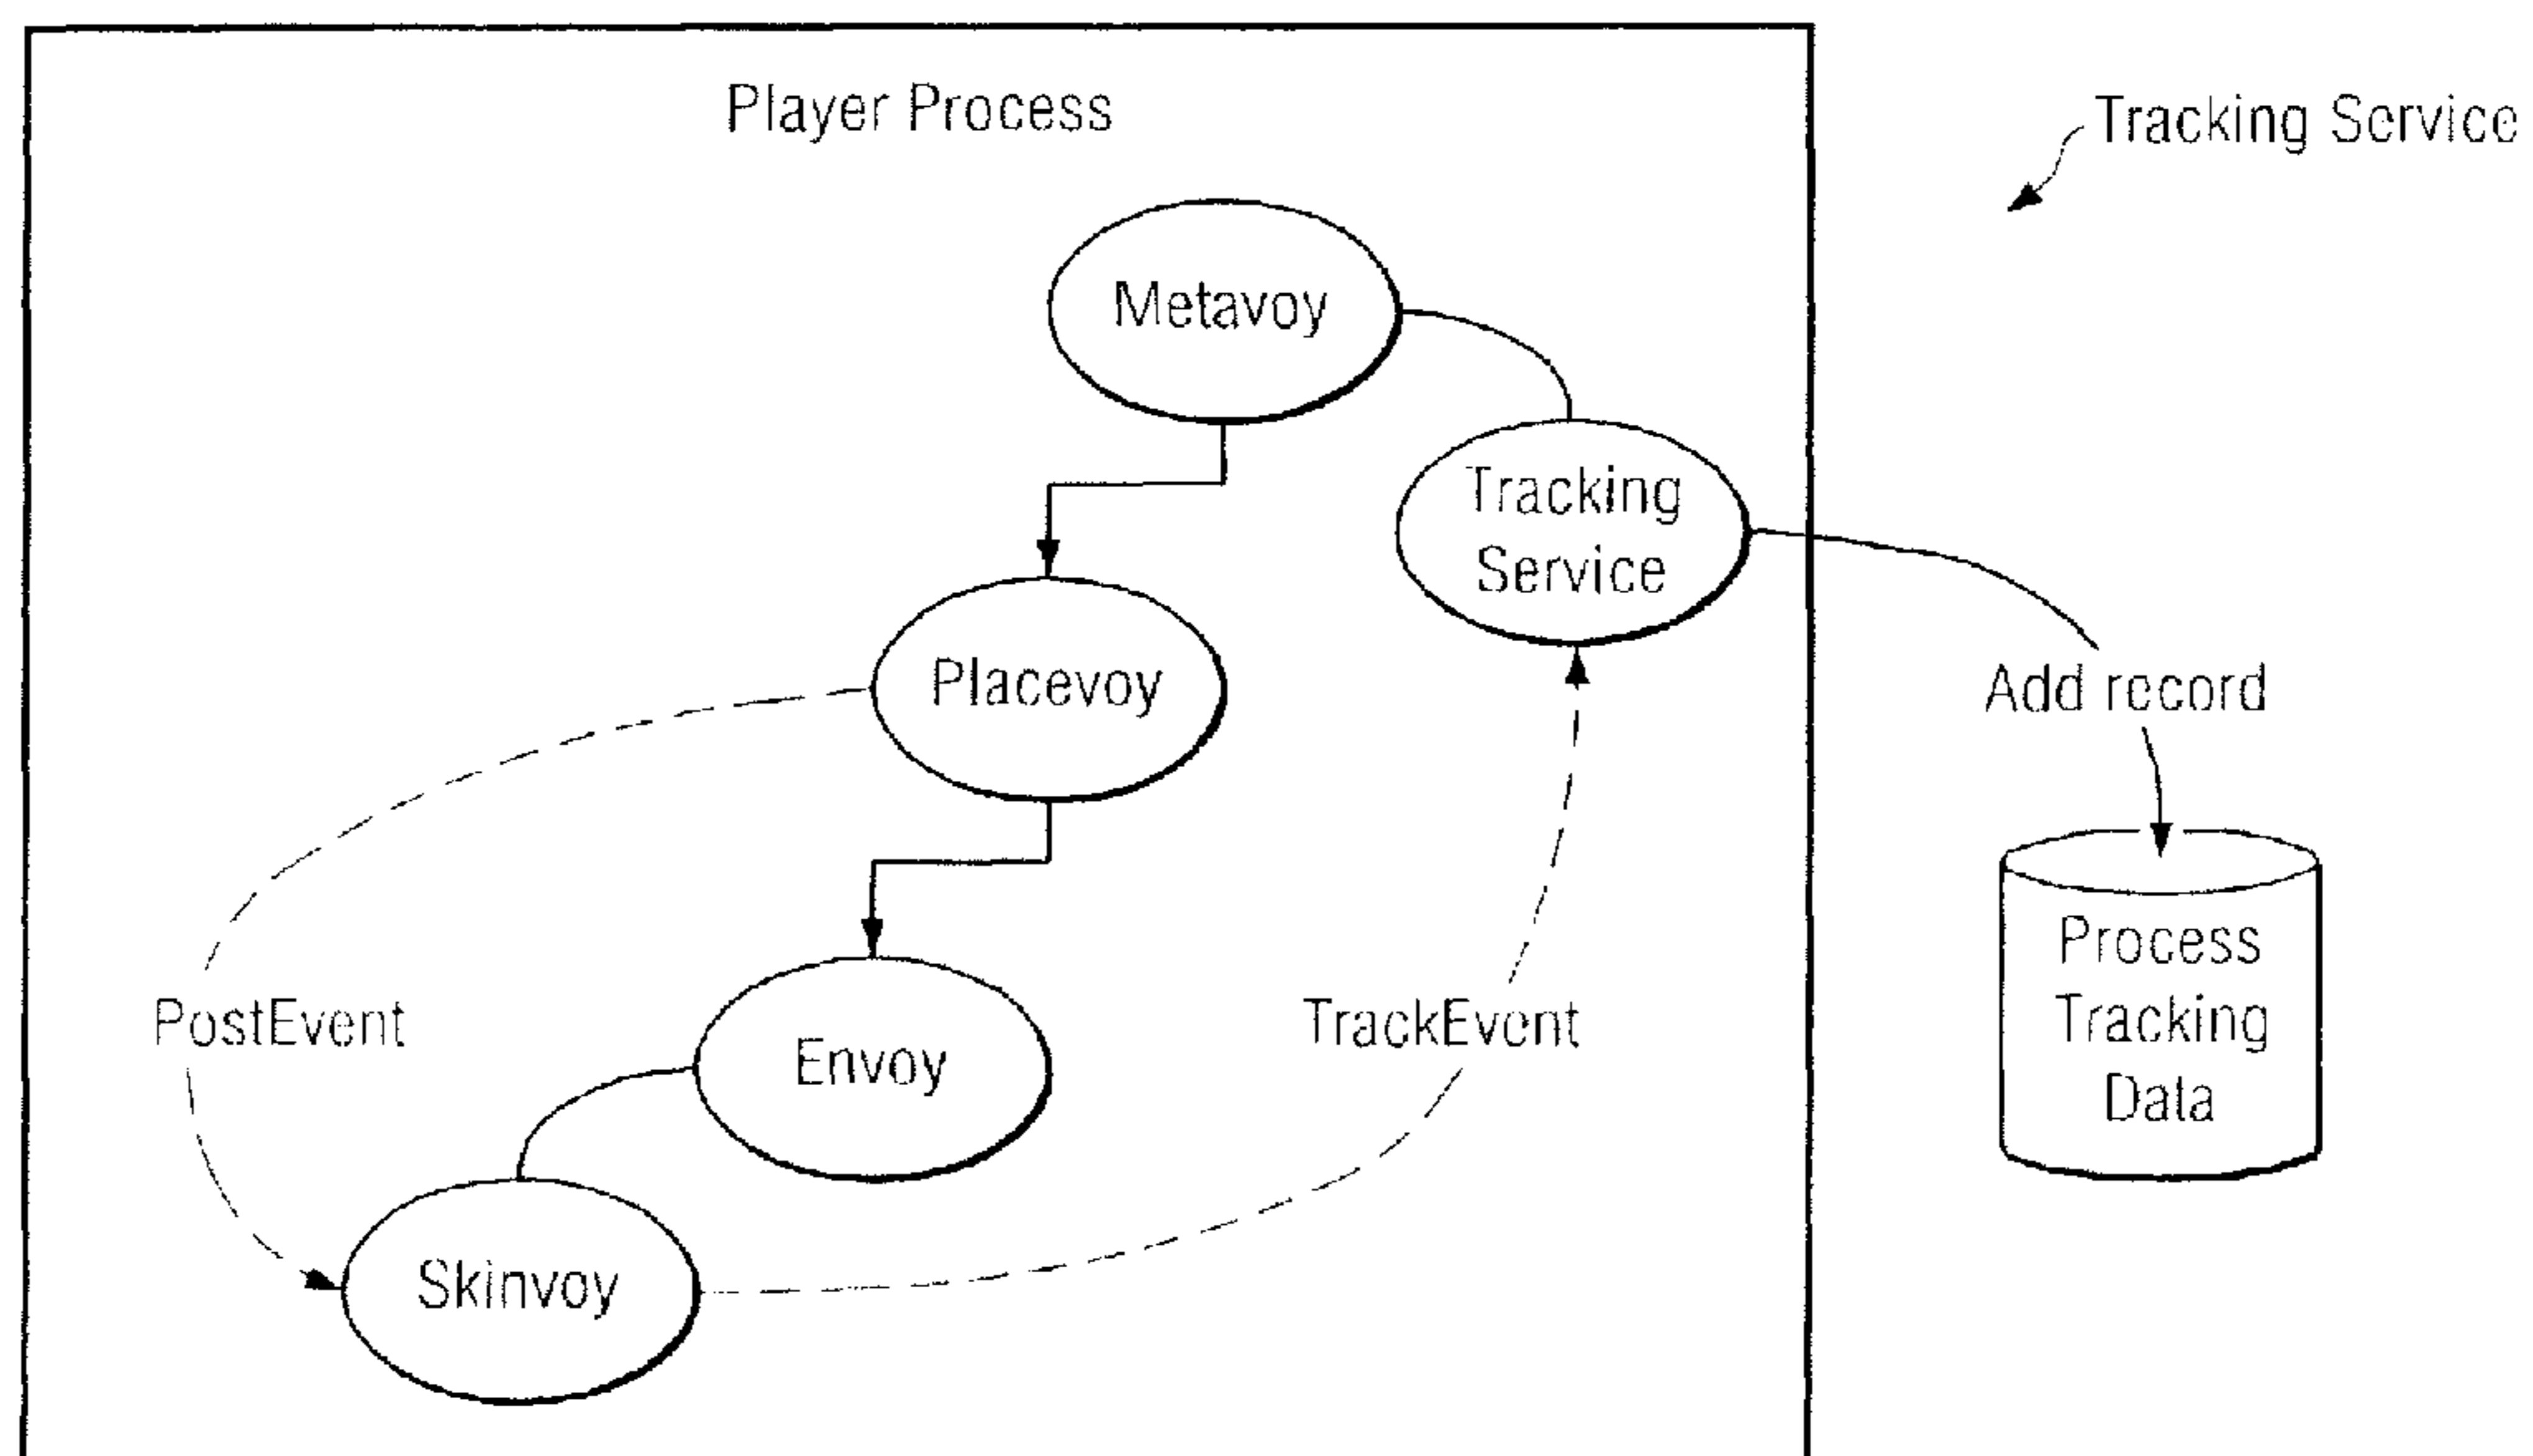 Player Process
Tracking Service
Metavoy
Tracking
Service
Placevoy
Add record
Process
Tracking
Data
PostEvent
TrackEvent
Envoy
Skinvoy